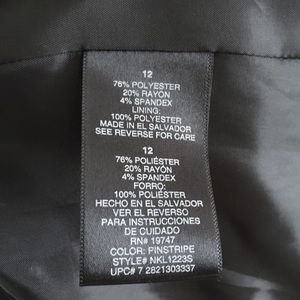 12
76% POLYESTER
20% RAYON
4% SPANDEX
LINING:
100% POLYESTER
MADE IN EL SALVADOR
SEE REVERSE FOR CARE
12
76% POLIÉSTER
20% RAYÓN
4% SPANDEX
FORRO:
100% POLIÉSTER
HECHO EN EL SALVADOR
VER EL REVERSO
PARA INSTRUCCIONES
DE CUIDADO
RN# 19747
COLOR: PINSTRIPE
STYLE# NKL1223S
UPC# 7 2821303337